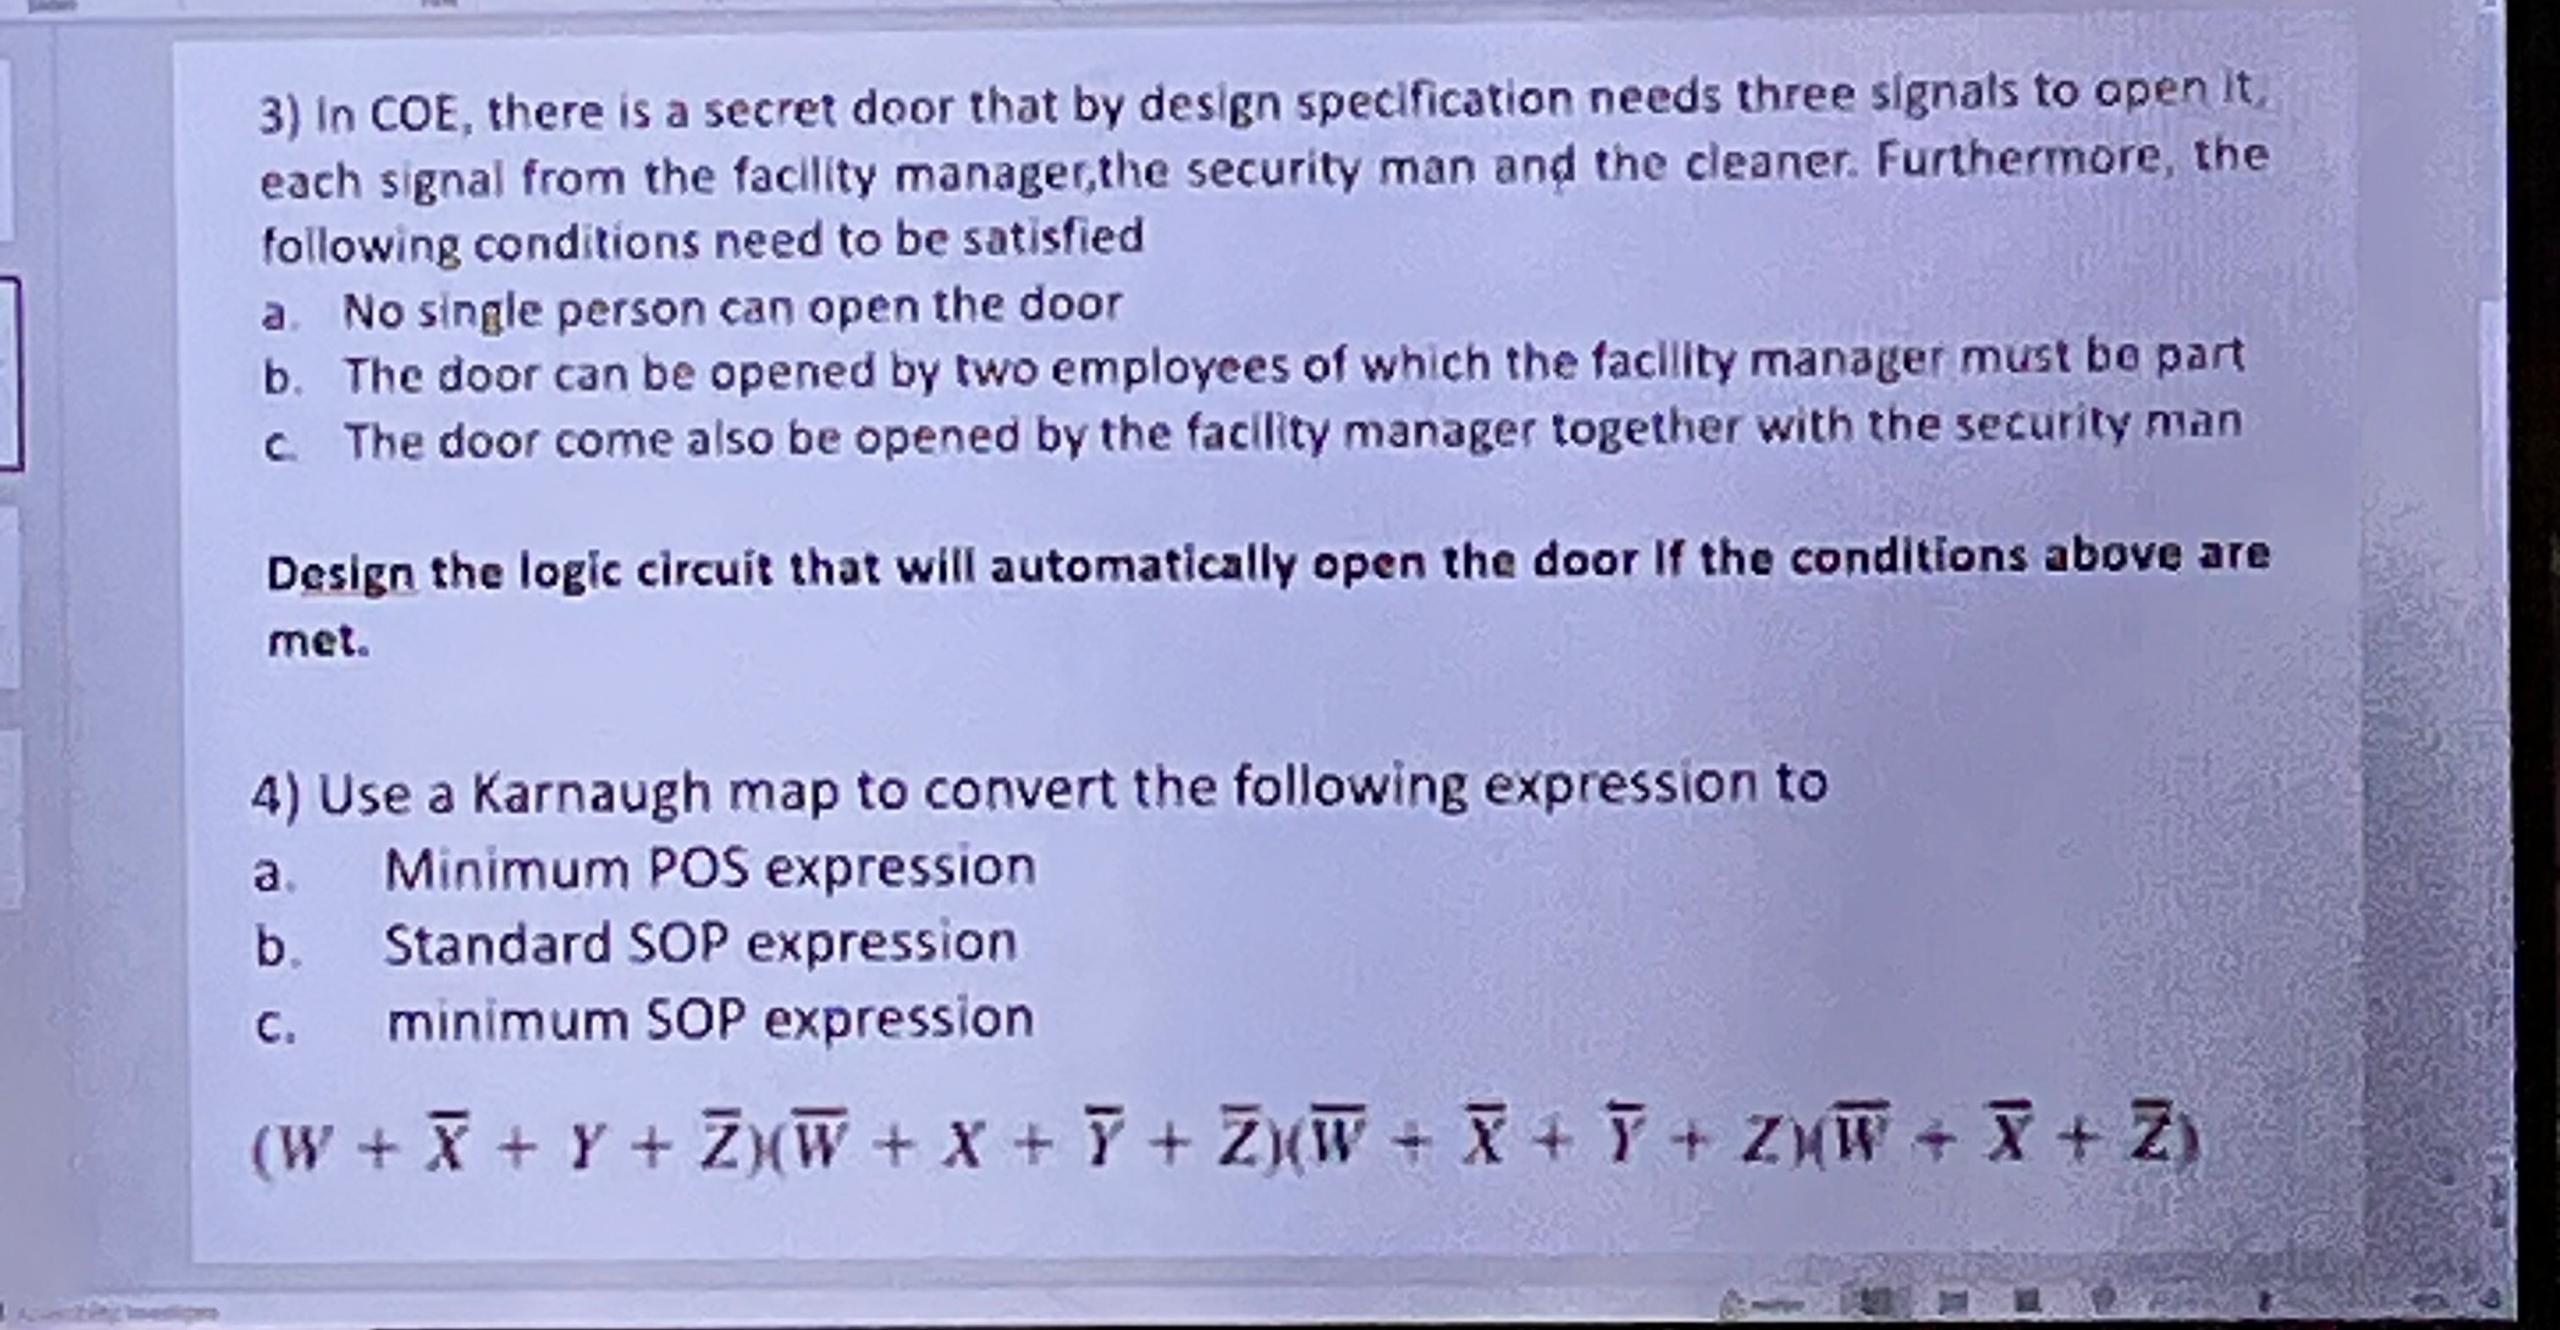 3) In COE, there is a secret door that by design specification needs three signals to open it,
each signal from the facility manager,the security man and the cleaner. Furthermore, the
following conditions need to be satisfied
a. No single person can open the door
b. The door can be opened by two employees of which the facility manager must be part
c. The door come also be opened by the facility manager together with the security man
Design the logic circuit that will automatically open the door if the conditions above are
met.
4) Use a Karnaugh map to convert the following expression to
a. Minimum POS expression
b. Standard SOP expression
c. minimum SOP expression
(W + X̅ + Y + Z̅)(W̅ + X + Y̅ + Z̅)(W̅ + X̅ + Y̅ + Z)(W̅ + X̅ + Z̅)